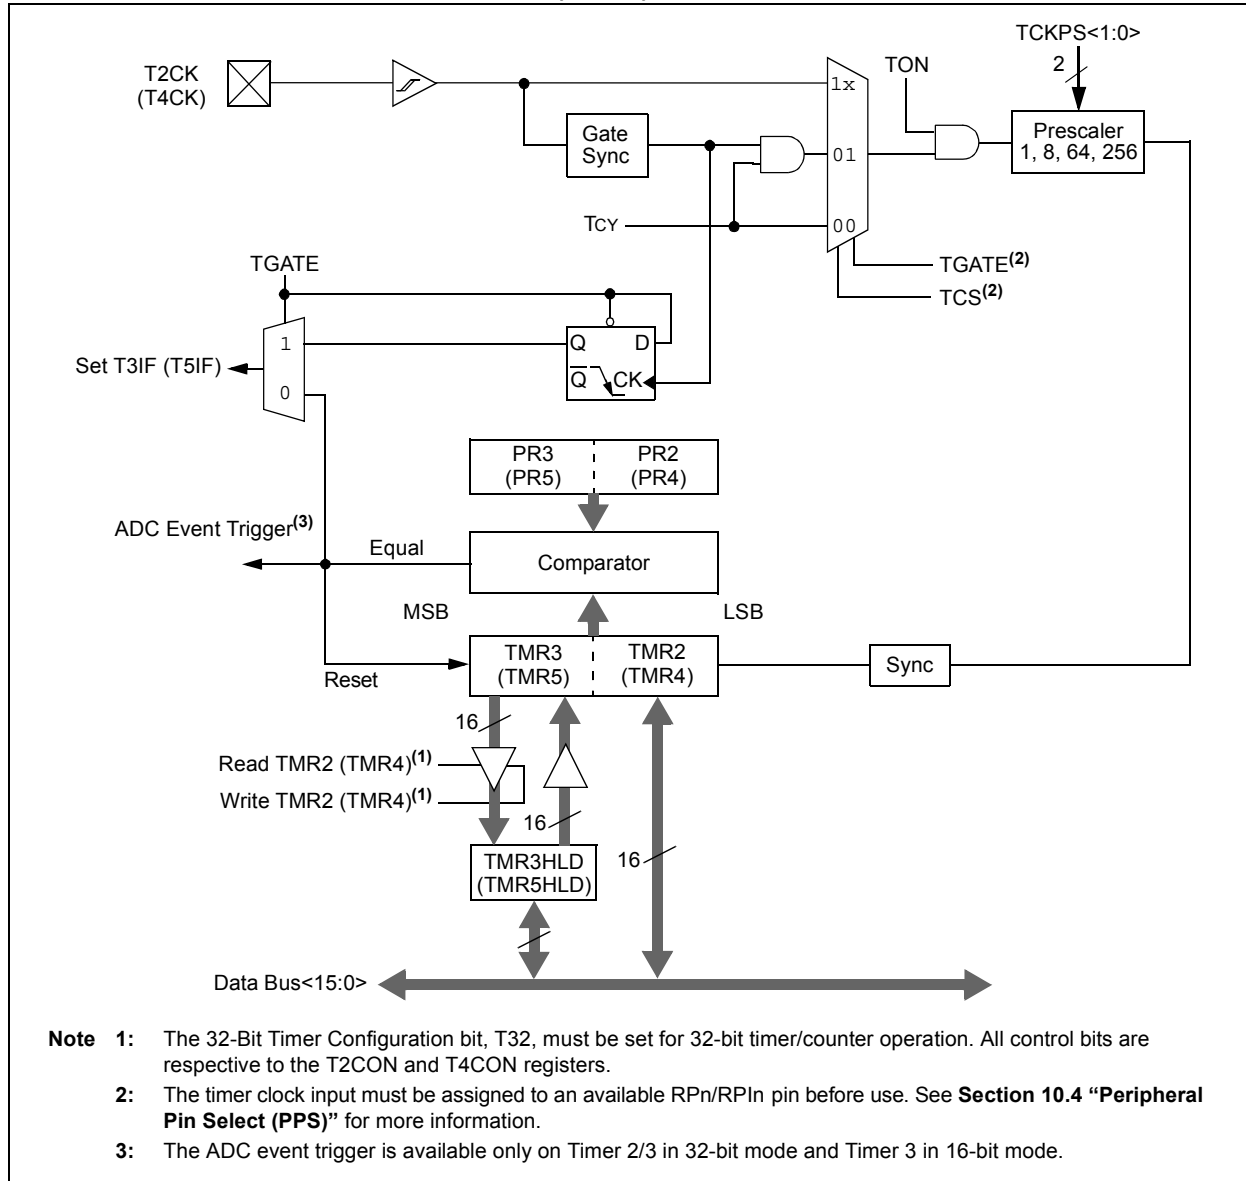 TCKPS<1:0>
2
T2CK
(T4CK)
TON
1x
Prescaler
1, 8, 64, 256
Gate
Sync
01
TCY
00
TGATE(2)
TCS(2)
TGATE
1
Q D
Set T3IF (T5IF)
Q CK
0
PR3 PR2
(PR5) (PR4)
ADC Event Trigger(3)
Equal
Comparator
MSB LSB
TMR3 TMR2
(TMR5) (TMR4)
Sync
Reset
16
Read TMR2 (TMR4)(1)
Write TMR2 (TMR4)(1)
16
TMR3HLD
(TMR5HLD)
16
Data Bus<15:0>
Note 1: The 32-Bit Timer Configuration bit, T32, must be set for 32-bit timer/counter operation. All control bits are
respective to the T2CON and T4CON registers.
2: The timer clock input must be assigned to an available RPn/RPIn pin before use. See Section 10.4 “Peripheral
Pin Select (PPS)” for more information.
3: The ADC event trigger is available only on Timer 2/3 in 32-bit mode and Timer 3 in 16-bit mode.